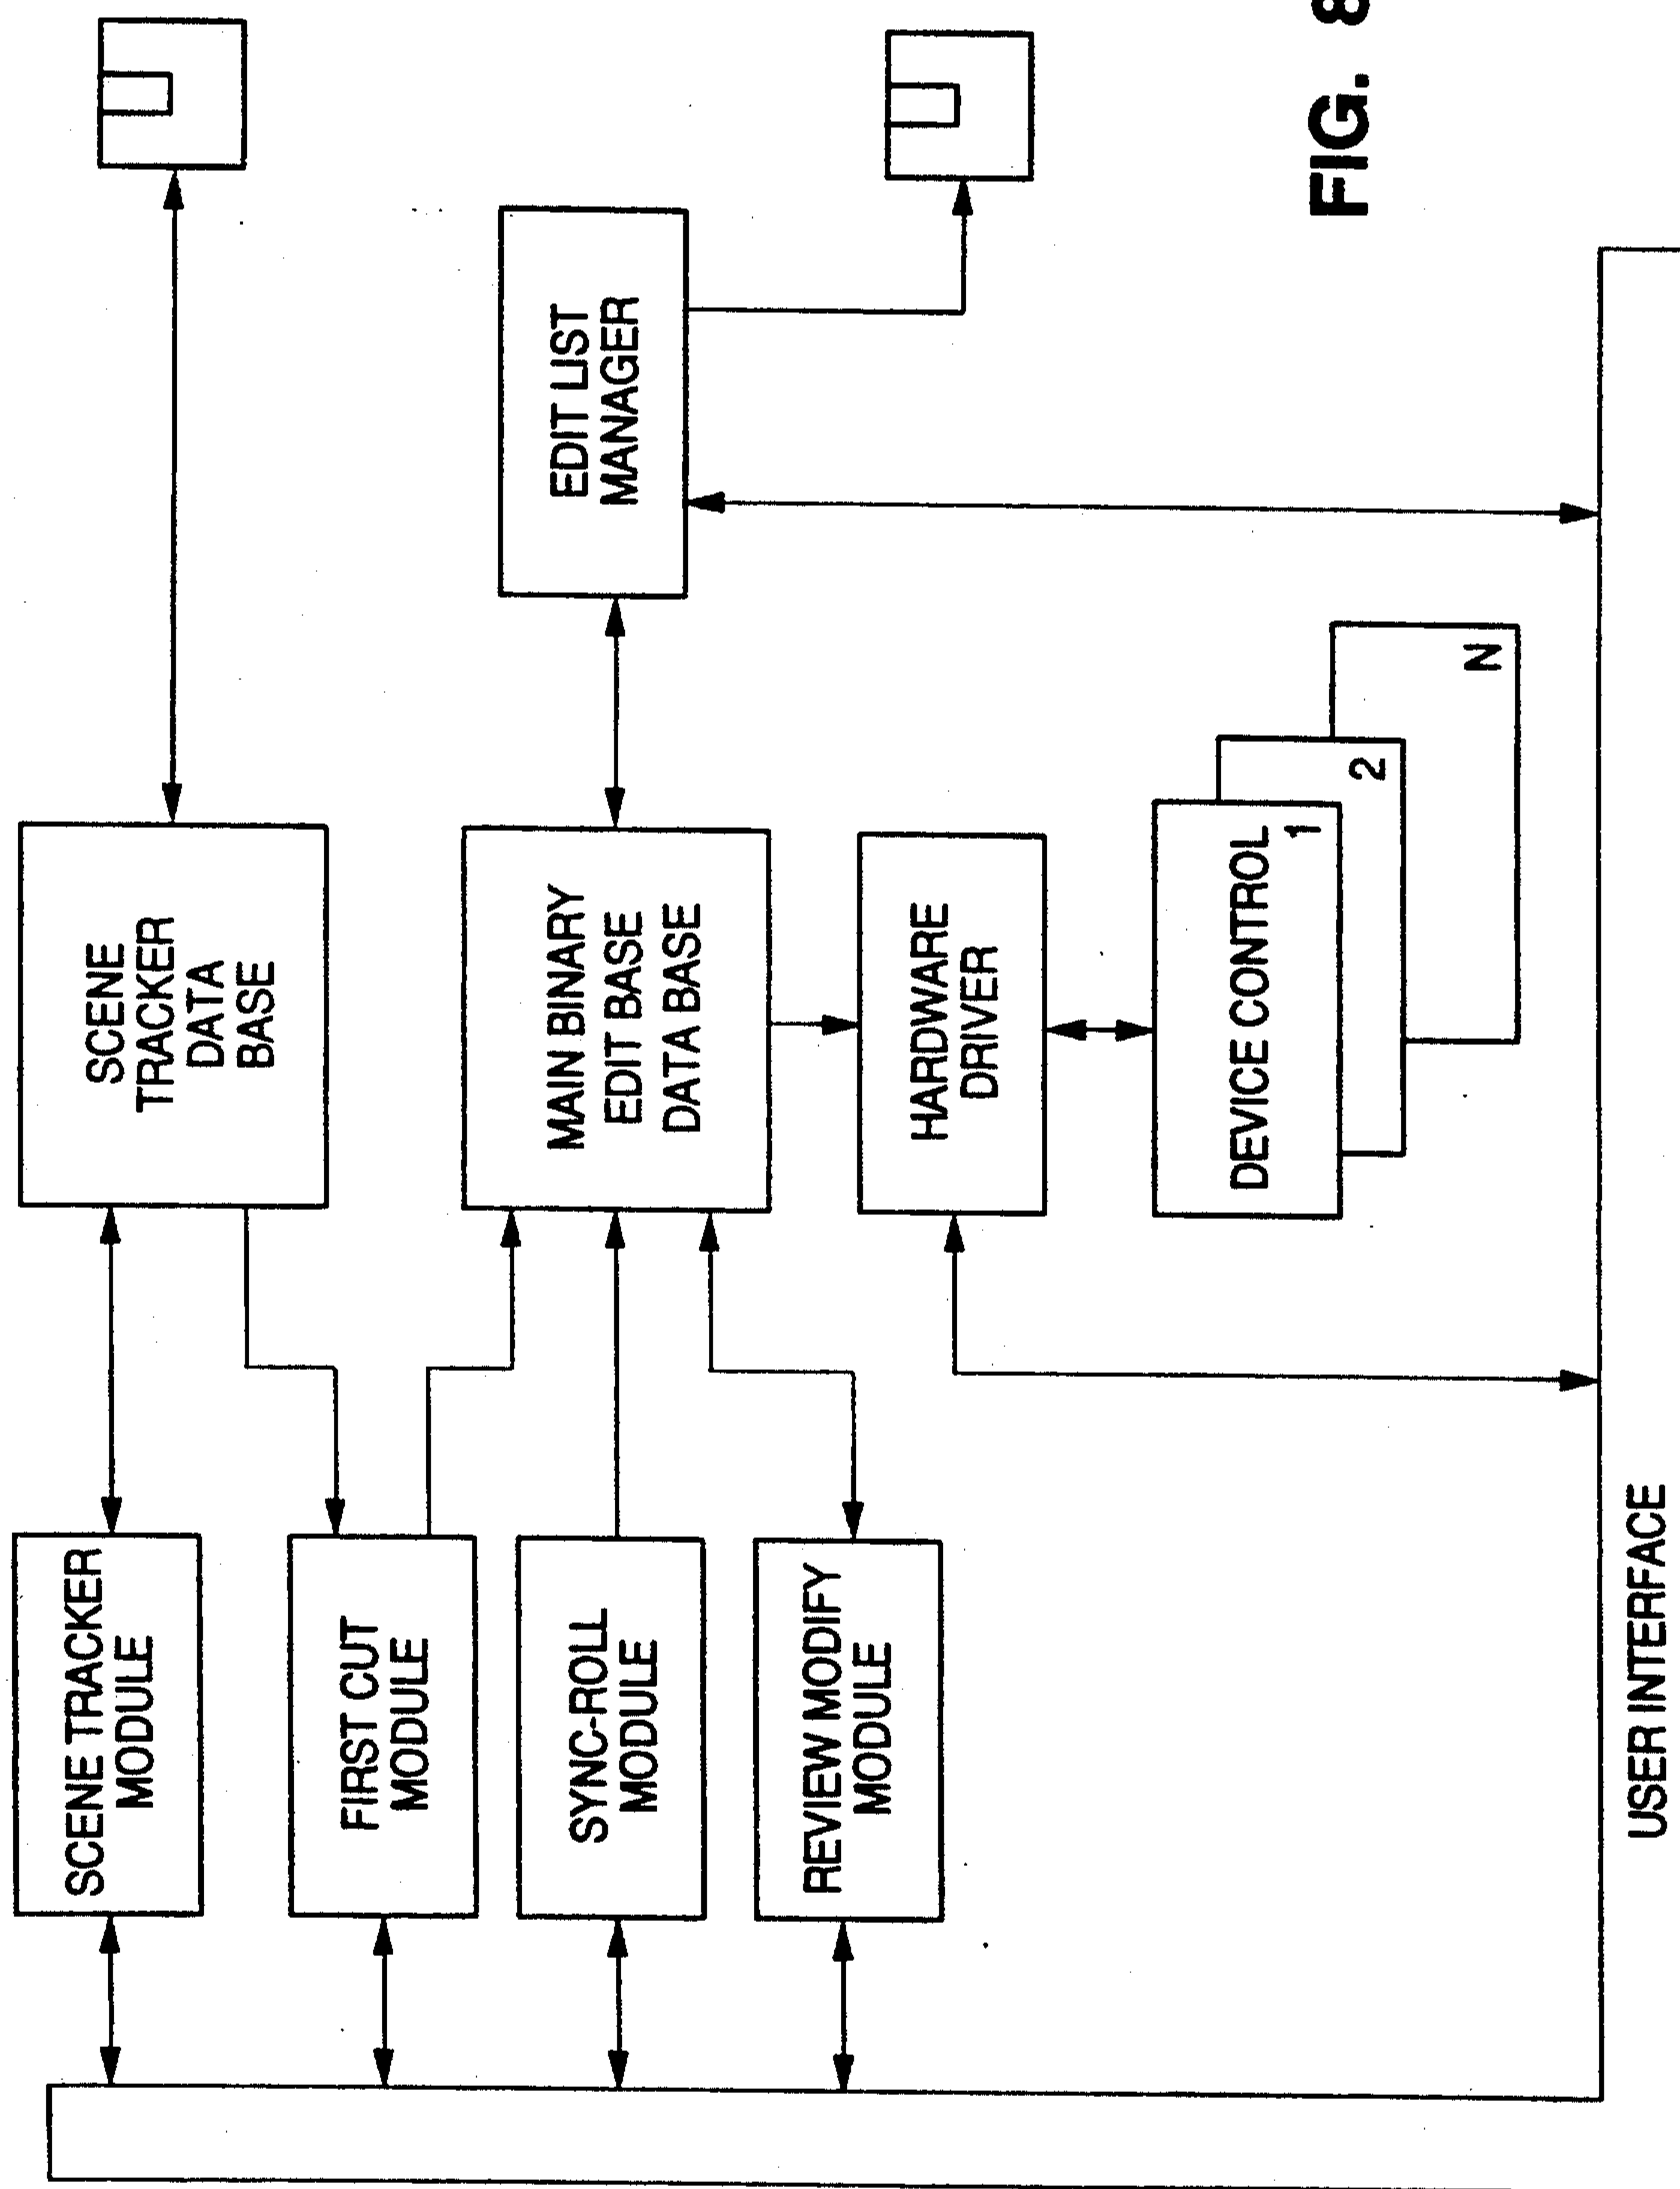 SCENE TRACKER
MODULE
SCENE
TRACKER
DATA
BASE
FIRST CUT
MODULE
SYNC-ROLL
MODULE
REVIEW MODIFY
MODULE
MAIN BINARY
EDIT BASE
DATA BASE
EDIT LIST
MANAGER
HARDWARE
DRIVER
DEVICE CONTROL
1
2
N
USER INTERFACE
FIG. 8